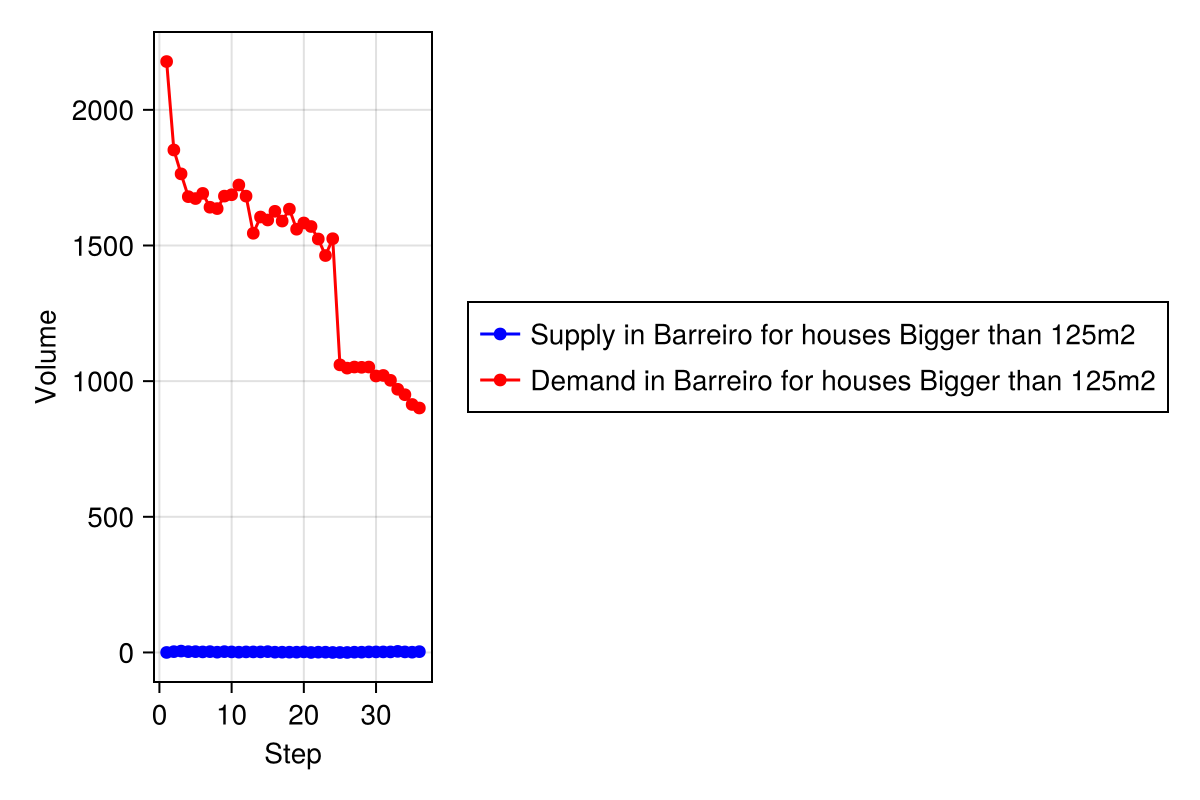 2000
1500
1000
500
0
Volume
0 10 20 30
Step
Supply in Barreiro for houses Bigger than 125m2
Demand in Barreiro for houses Bigger than 125m2